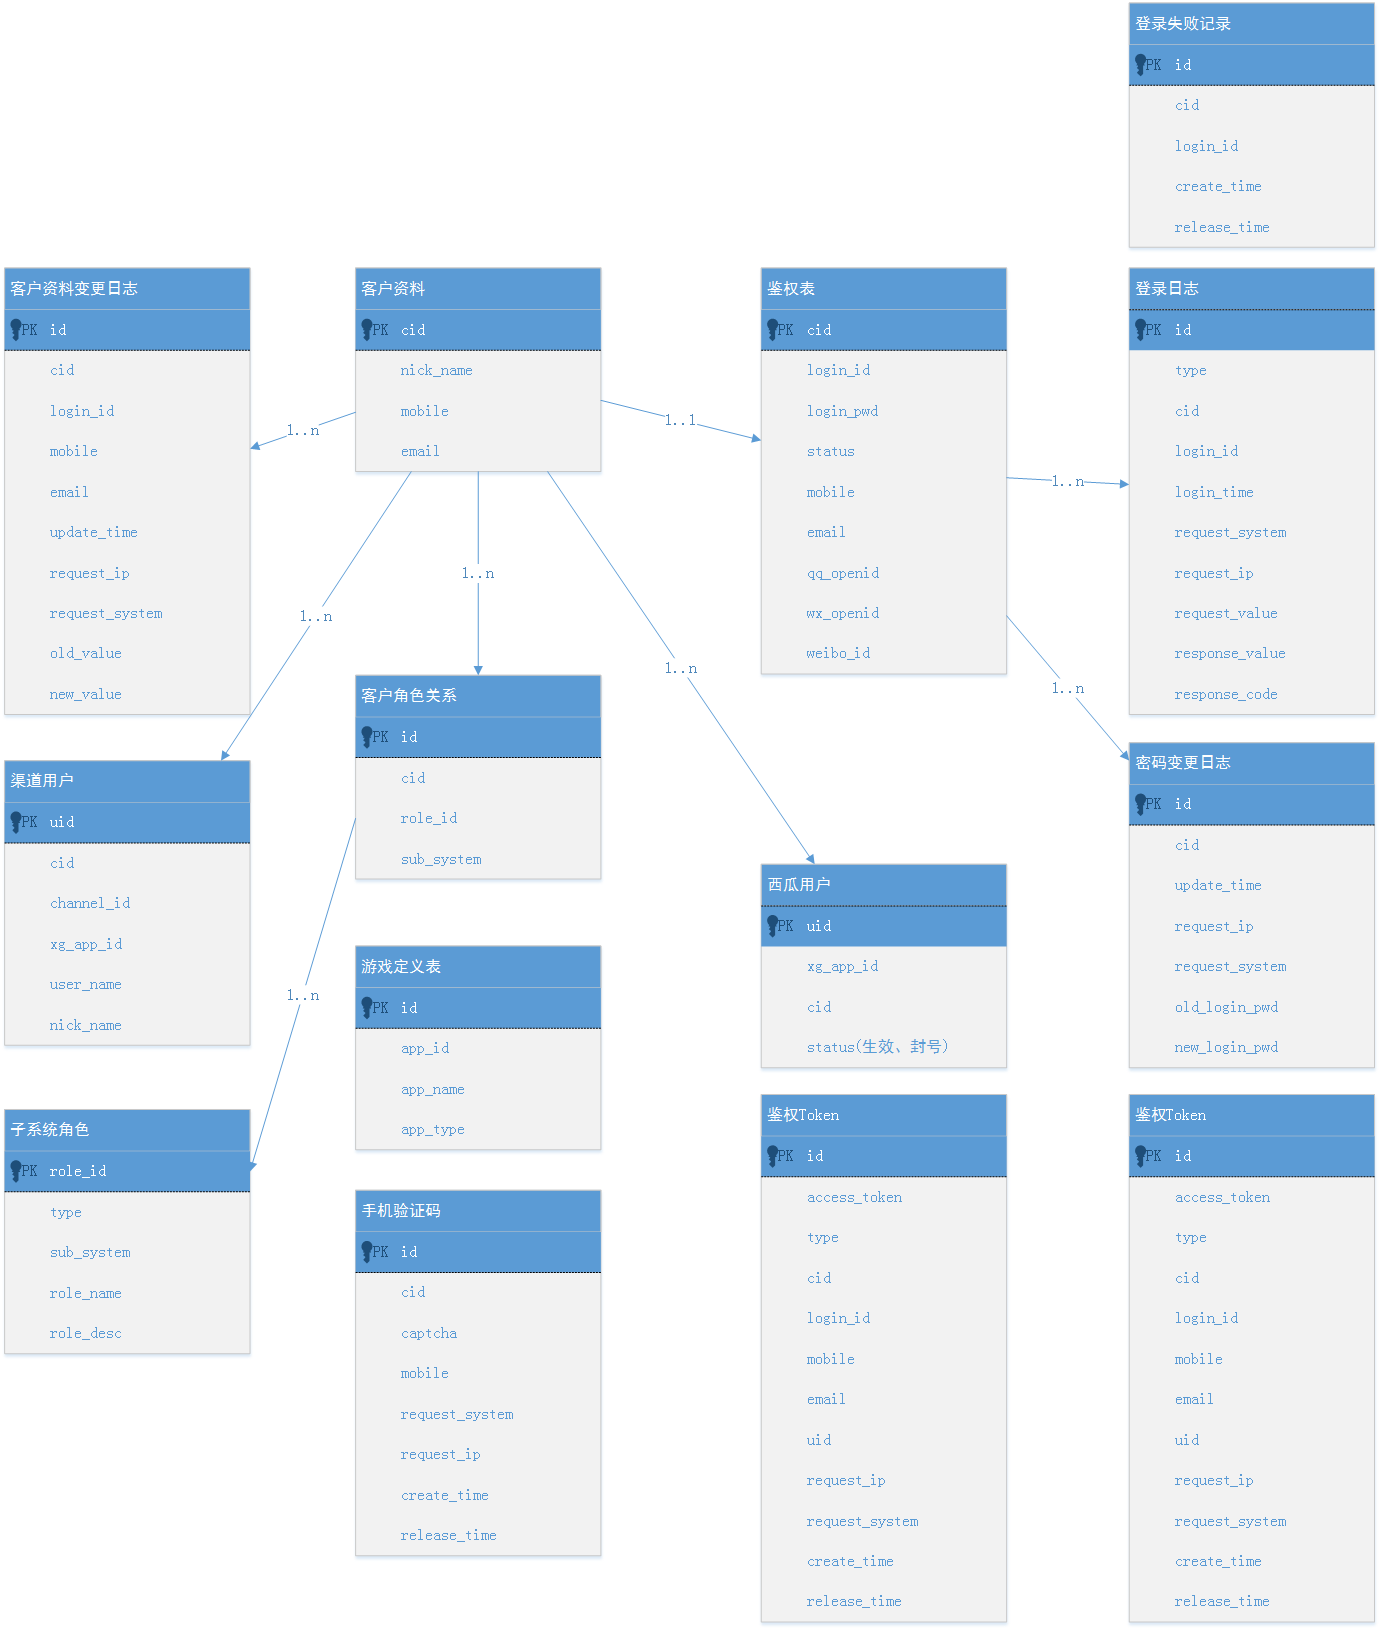 登录失败记录
PK id
cid
login_id
create_time
release_time
客户资料变更日志
PK id
cid
login_id
mobile
email
update_time
request_ip
request_system
old_value
new_value
客户资料
PK cid
nick_name
mobile
email
鉴权表
PK cid
login_id
login_pwd
status
mobile
email
qq_openid
wx_openid
weibo_id
登录日志
PK id
type
cid
login_id
login_time
request_system
request_ip
request_value
response_value
response_code
1..n
1..1
1..n
1..n
1..n
1..n
1..n
1..n
客户角色关系
PK id
cid
role_id
sub_system
渠道用户
PK uid
cid
channel_id
xg_app_id
user_name
nick_name
密码变更日志
PK id
cid
update_time
request_ip
request_system
old_login_pwd
new_login_pwd
西瓜用户
PK uid
xg_app_id
cid
status(生效、封号)
游戏定义表
PK id
app_id
app_name
app_type
子系统角色
PK role_id
type
sub_system
role_name
role_desc
手机验证码
PK id
cid
captcha
mobile
request_system
request_ip
create_time
release_time
鉴权Token
PK id
access_token
type
cid
login_id
mobile
email
uid
request_ip
request_system
create_time
release_time
鉴权Token
PK id
access_token
type
cid
login_id
mobile
email
uid
request_ip
request_system
create_time
release_time